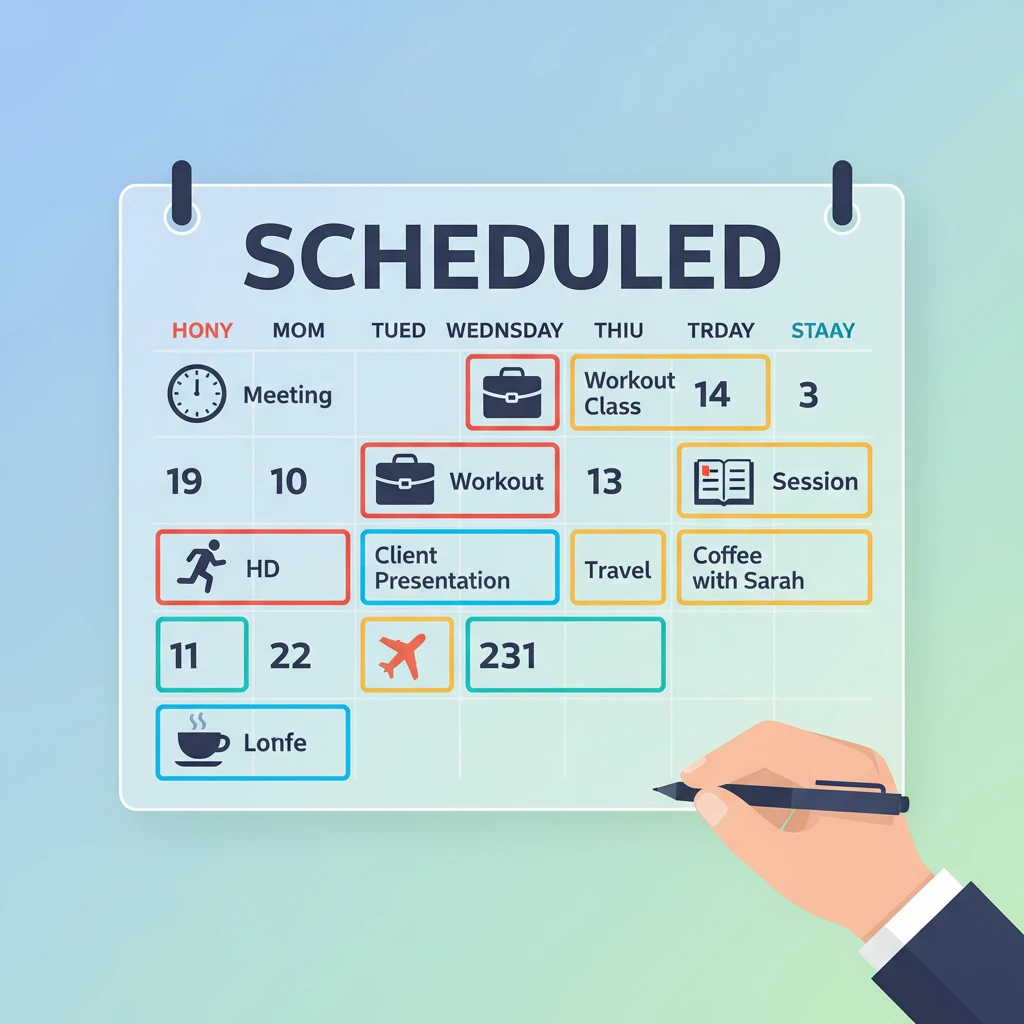 SCHEDULED
HONY MOM TUED WEDNSDAY THIU TRDAY STAAY
Meeting Workout Class 14 3
19 10 Workout 13 Session
HD Client Presentation Travel Coffee with Sarah
11 22 231
Lonfe